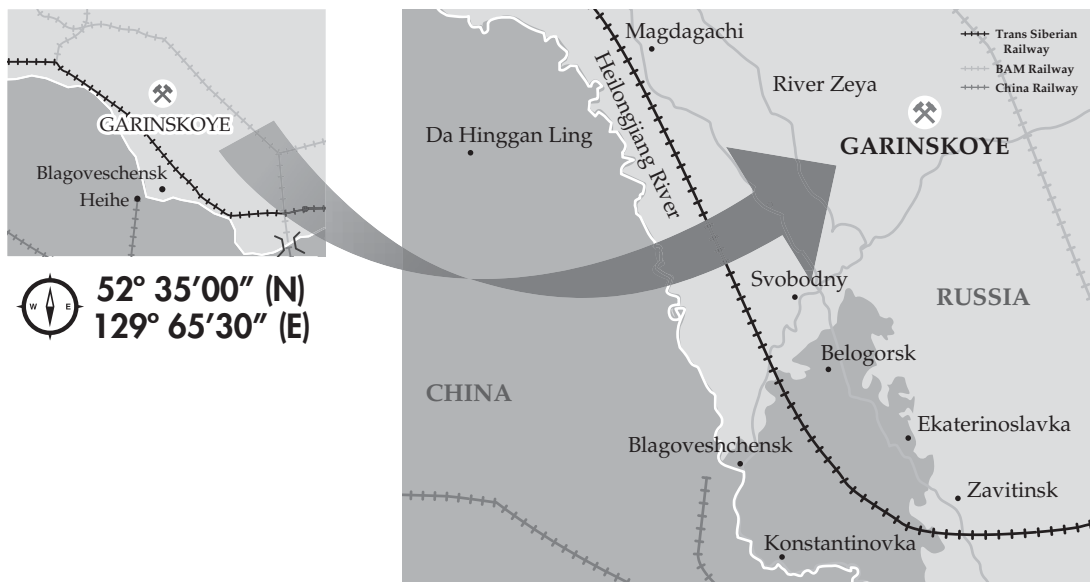 GARINSKOYE
Blagoveschensk
Heihe
W E
52° 35'00" (N)
129° 65'30" (E)
Magdagachi
Trans Siberian
Railway
BAM Railway
China Railway
River Zeya
Heilongjiang River
Da Hinggan Ling
GARINSKOYE
Svobodny
RUSSIA
Belogorsk
CHINA
Ekaterinoslavka
Blagoveshchensk
Zavitinsk
Konstantinovka